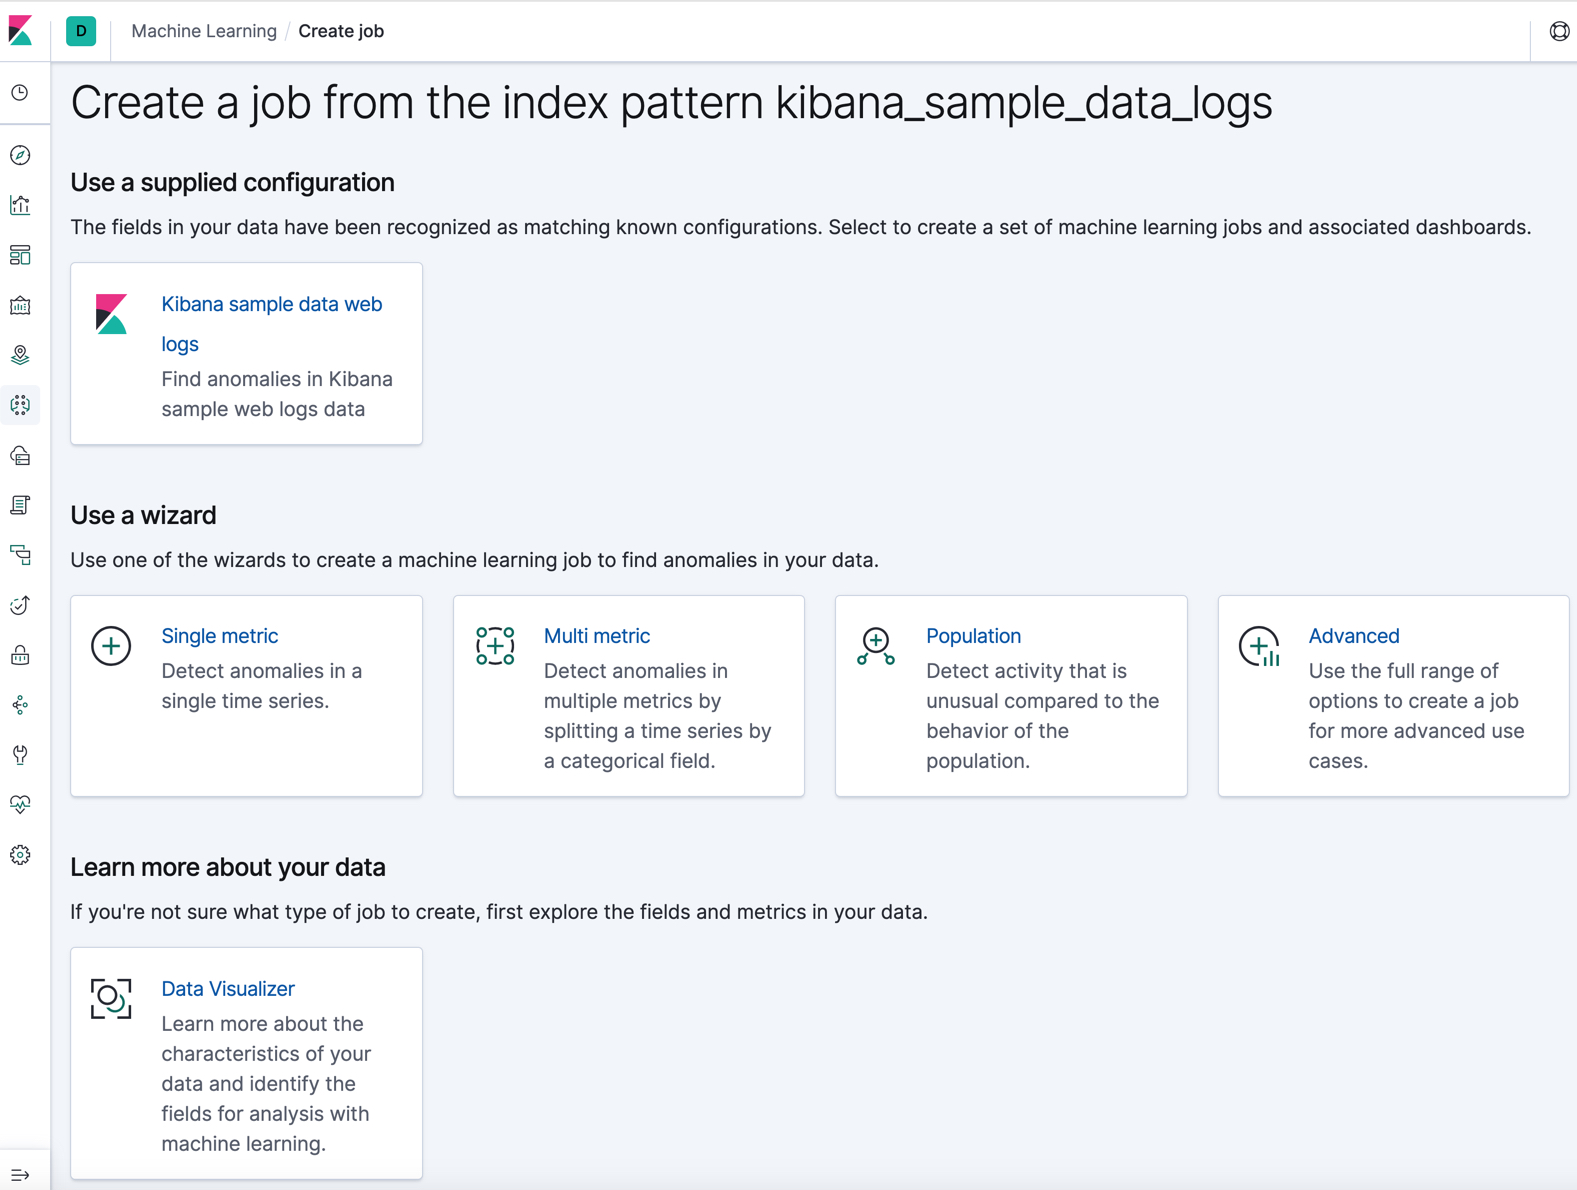 D
Machine Learning / Create job
Create a job from the index pattern kibana_sample_data_logs
Use a supplied configuration
The fields in your data have been recognized as matching known configurations. Select to create a set of machine learning jobs and associated dashboards.
Kibana sample data web
logs
Find anomalies in Kibana
sample web logs data
Use a wizard
Use one of the wizards to create a machine learning job to find anomalies in your data.
Single metric
Detect anomalies in a
single time series.
Multi metric
Detect anomalies in
multiple metrics by
splitting a time series by
a categorical field.
Population
Detect activity that is
unusual compared to the
behavior of the
population.
Advanced
Use the full range of
options to create a job
for more advanced use
cases.
Learn more about your data
If you're not sure what type of job to create, first explore the fields and metrics in your data.
Data Visualizer
Learn more about the
characteristics of your
data and identify the
fields for analysis with
machine learning.